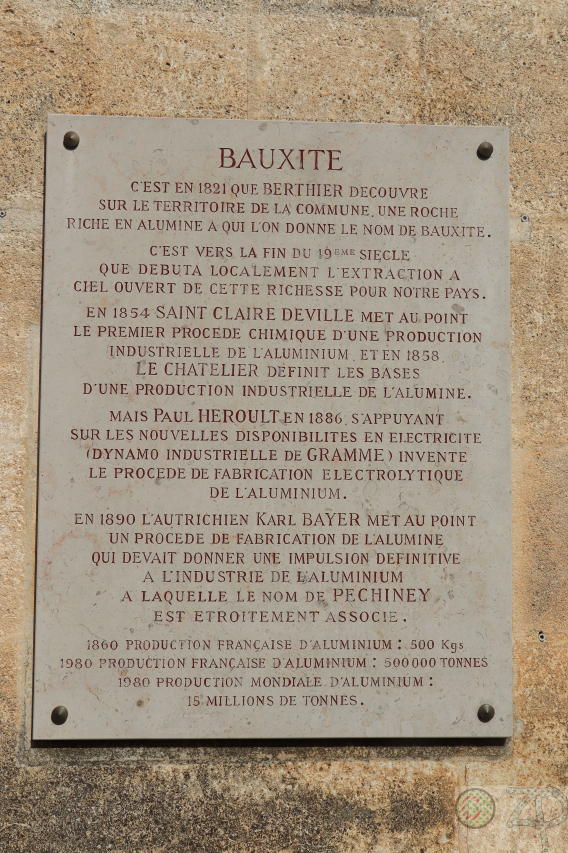 BAUXITE
C'EST EN 1821 QUE BERTHIER DECOUVRE
SUR LE TERRITOIRE DE LA COMMUNE, UNE ROCHE
RICHE EN ALUMINE A QUI L'ON DONNE LE NOM DE BAUXITE.
C'EST VERS LA FIN DU 19EME SIECLE
QUE DEBUTA LOCALEMENT L'EXTRACTION A
CIEL OUVERT DE CETTE RICHESSE POUR NOTRE PAYS.
EN 1854 SAINT CLAIRE DEVILLE MET AU POINT
LE PREMIER PROCEDE CHIMIQUE D'UNE PRODUCTION
INDUSTRIELLE DE L'ALUMINIUM, ET EN 1858,
LE CHATELIER DEFINIT LES BASES
D'UNE PRODUCTION INDUSTRIELLE DE L'ALUMINE.
MAIS PAUL HEROULT EN 1886, S'APPUYANT
SUR LES NOUVELLES DISPONIBILITES EN ELECTRICITE
(DYNAMO INDUSTRIELLE DE GRAMME) INVENTE
LE PROCEDE DE FABRICATION ELECTROLYTIQUE
DE L'ALUMINIUM.
EN 1890 L'AUTRICHIEN KARL BAYER MET AU POINT
UN PROCEDE DE FABRICATION DE L'ALUMINE
QUI DEVAIT DONNER UNE IMPULSION DEFINITIVE
A L'INDUSTRIE DE L'ALUMINIUM
A LAQUELLE LE NOM DE PECHINEY
EST ETROITEMENT ASSOCIE.
1860 PRODUCTION FRANÇAISE D'ALUMINIUM : 500 Kgs
1980 PRODUCTION FRANÇAISE D'ALUMINIUM : 500000 TONNES
1980 PRODUCTION MONDIALE D'ALUMINIUM :
15 MILLIONS DE TONNES.